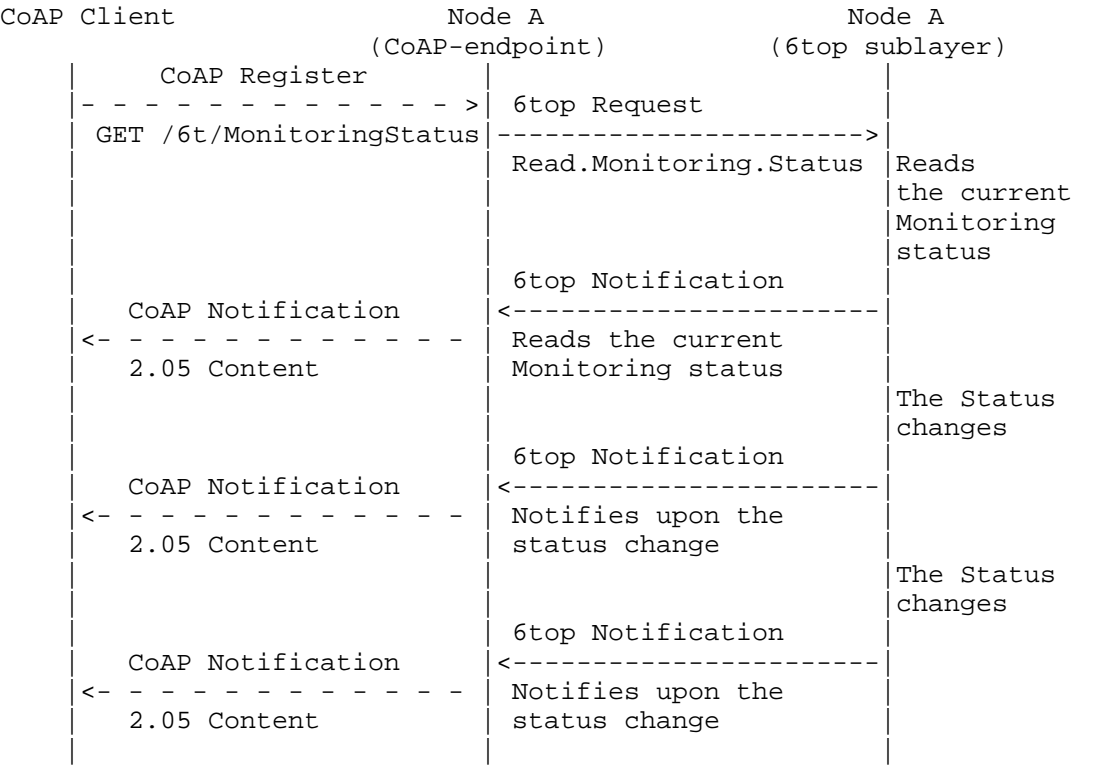 CoAP Client Node A Node A
(CoAP-endpoint) (6top sublayer)
CoAP Register
6top Request
GET /6t/MonitoringStatus
Read.Monitoring.Status Reads
the current
Monitoring
status
6top Notification
CoAP Notification
Reads the current
2.05 Content Monitoring status
The Status
changes
6top Notification
CoAP Notification
Notifies upon the
2.05 Content status change
The Status
changes
6top Notification
CoAP Notification
Notifies upon the
2.05 Content status change